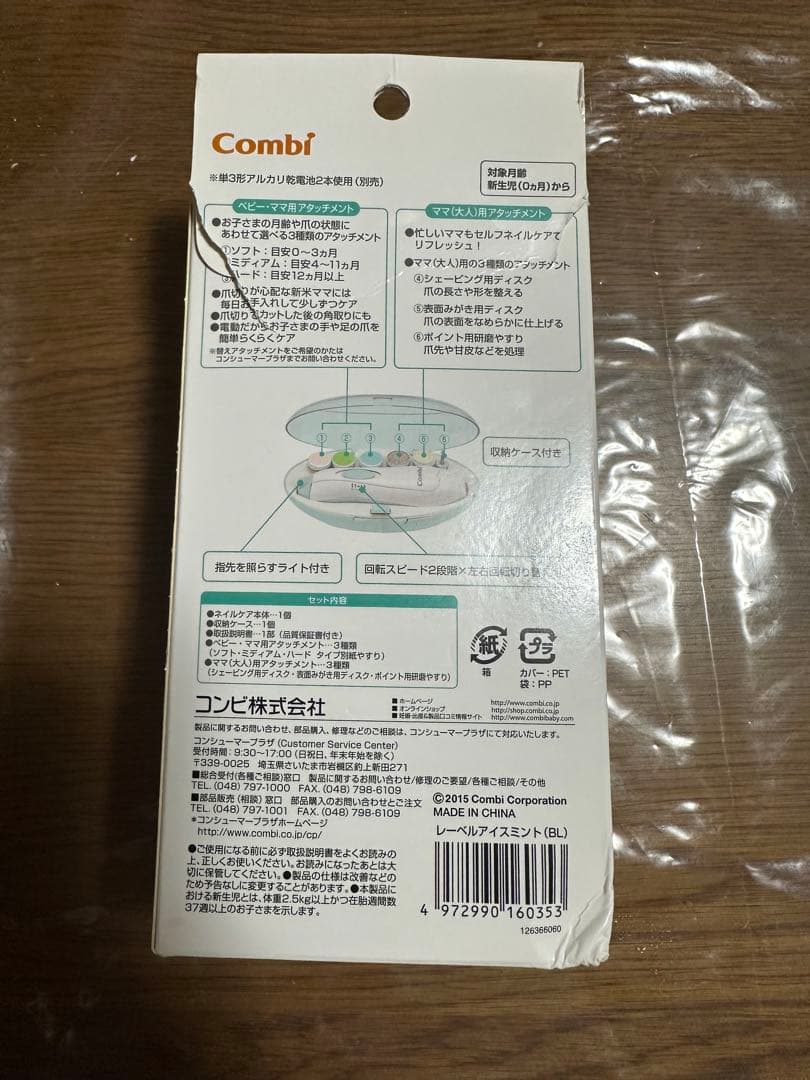 Combi
※単3形アルカリ乾電池2本使用(別売)
対象月齢
新生児(0ヵ月)から
ベビー・ママ用アタッチメント
●お子さまの月齢や爪の状態に
あわせて選べる3種類のアタッチメント
①ソフト:目安0〜3ヵ月
ミディアム:目安4〜11ヵ月
③ハード:目安12ヵ月以上
●爪切りが心配な新米ママには
毎日お手入れして少しずつケア
●爪切りでカットした後の角取りにも
●電動だからお子さまの手や足の爪を
簡単らくらくケア
※替えアタッチメントをご希望のかたは
コンシューマープラザまでお問い合わせください。
ママ(大人)用アタッチメント
●忙しいママもセルフネイルケアで
リフレッシュ!
●ママ(大人)用の3種類のアタッチメント
④シェービング用ディスク
爪の長さや形を整える
⑤表面みがき用ディスク
爪の表面をなめらかに仕上げる
⑥ポイント用研磨やすり
爪先や甘皮などを処理
① ② ③ ④ ⑤ ⑥
Combi
収納ケース付き
指先を照らすライト付き
回転スピード2段階×左右回転切り替
セット内容
●ネイルケア本体…1個
●収納ケース…1個
●取扱説明書…1部(品質保証書付き)
●ベビー・ママ用アタッチメント…3種類
(ソフト・ミディアム・ハード タイプ別紙やすり)
●ママ(大人)用アタッチメント…3種類
(シェービング用ディスク・表面みがき用ディスク・ポイント用研磨やすり)
紙
箱
プラ
カバー:PET
袋:PP
コンビ株式会社
■ホームページ http://www.combi.co.jp
■オンラインショップ http://shop.combi.co.jp
■妊娠・出産&製品口コミ情報サイト http://www.combibaby.com
製品に関するお問い合わせ、部品購入、修理などのご相談は、コンシューマープラザにて対応いたします。
コンシューマープラザ(Customer Service Center)
受付時間:9:30〜17:00(日祝日、年末年始を除く)
〒339-0025 埼玉県さいたま市岩槻区釣上新田271
■総合受付(各種ご相談)窓口 製品に関するお問い合わせ/修理のご要望/各種ご相談/その他
TEL.(048)797-1000 FAX.(048)798-6109
■部品販売(相談)窓口 部品購入のお問い合わせとご注文
TEL.(048)797-1001 FAX.(048)798-6109
*コンシューマープラザホームページ
http://www.combi.co.jp/cp/
©2015 Combi Corporation
MADE IN CHINA
レーベルアイスミント(BL)
●ご使用になる前に必ず取扱説明書をよくお読みの
上、正しくお使いください。お読みになったあとは大
切に保管してください。●製品の仕様は改善などの
ため予告なしに変更することがあります。●本製品に
おける新生児とは、体重2.5kg以上かつ在胎週間数
37週以上のお子さまを示します。
4 972990 160353
126366060